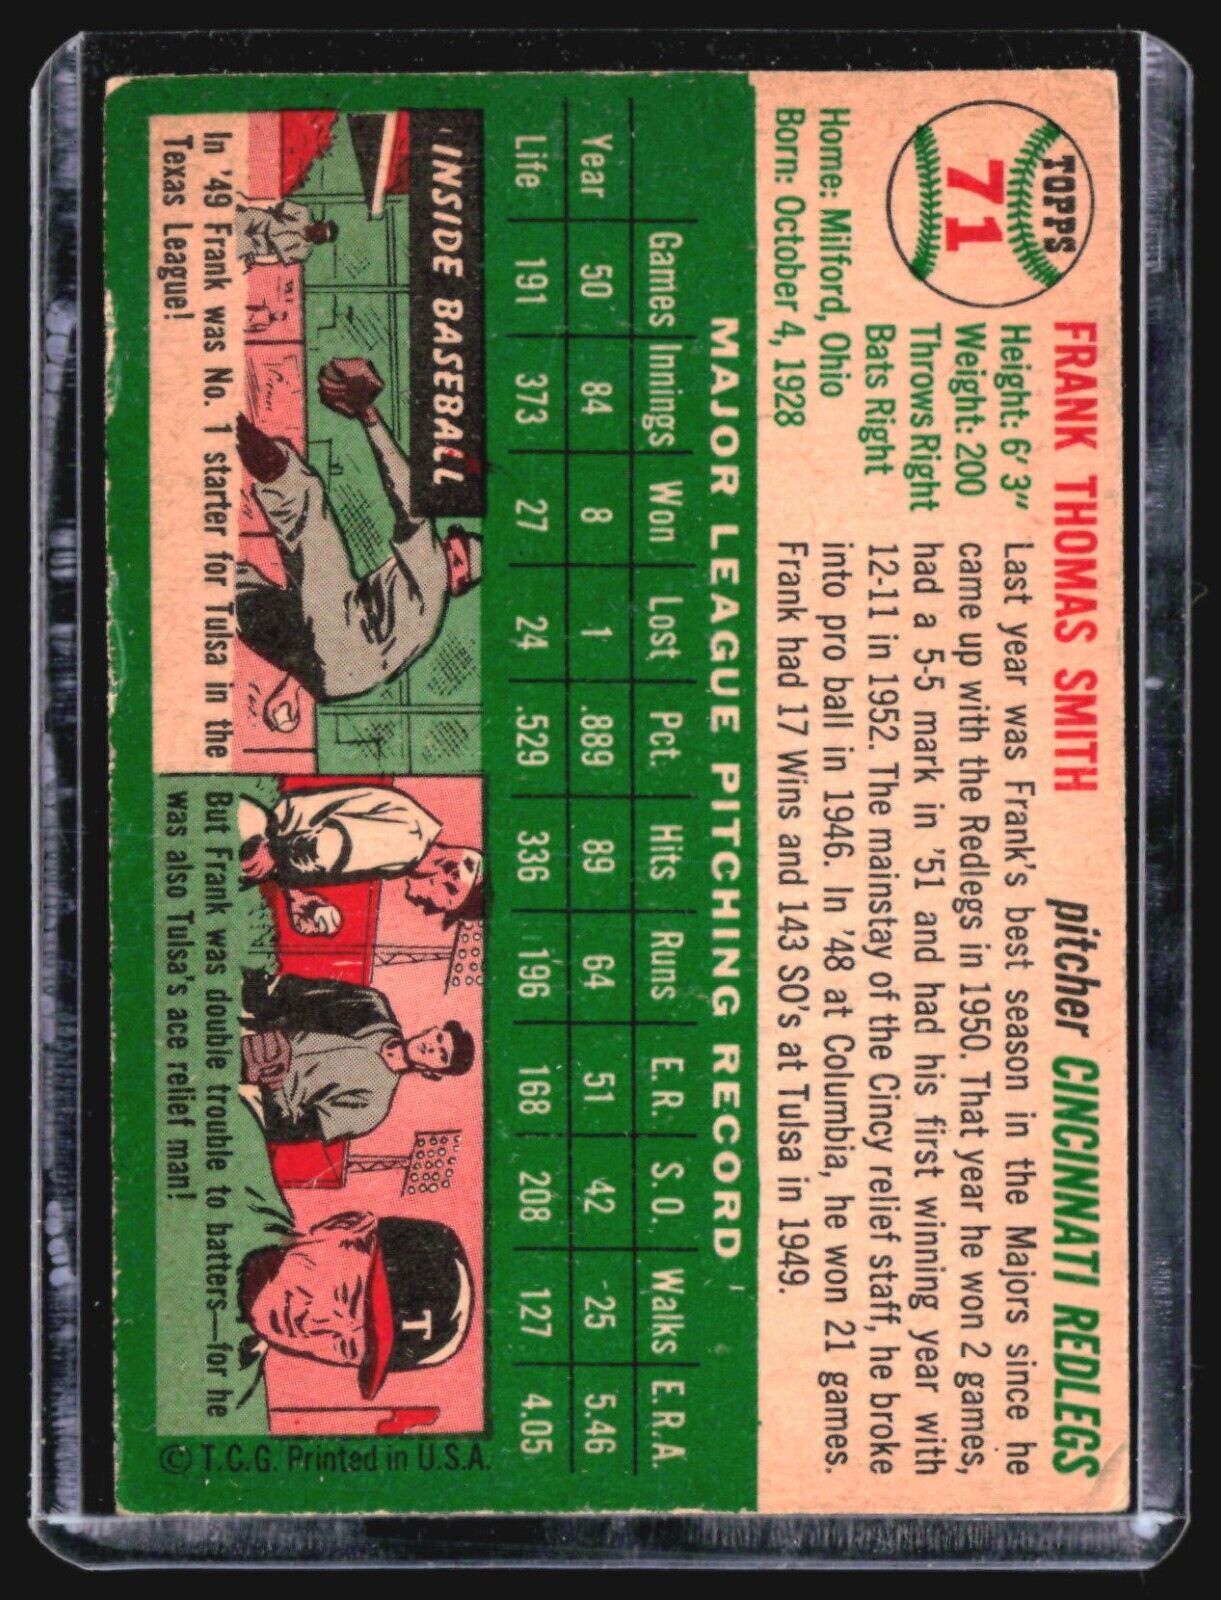 TOPPS
71
FRANK THOMAS SMITH
pitcher CINCINNATI REDLEGS
Height: 6' 3"
Weight: 200
Throws Right
Bats Right
Home: Milford, Ohio
Born: October 4, 1928
Last year was Frank's best season in the Majors since he
came up with the Redlegs in 1950. That year he won 2 games,
had a 5-5 mark in '51 and had his first winning year with
12-11 in 1952. The mainstay of the Cincy relief staff, he broke
into pro ball in 1946. In '48 at Columbia, he won 21 games.
Frank had 17 Wins and 143 SO's at Tulsa in 1949.
MAJOR LEAGUE PITCHING RECORD
Games Innings Won Lost Pct. Hits Runs E. R. S. O. Walks E.R.A.
Year 50 84 8 1 .889 89 64 51 42 25 5.46
Life 191 373 27 24 .529 336 196 168 208 127 4.05
INSIDE BASEBALL
In '49 Frank was No. 1 starter for Tulsa in the
Texas League!
T
But Frank was double trouble to batters—for he
was also Tulsa's ace relief man!
© T.C.G. Printed in U.S.A.